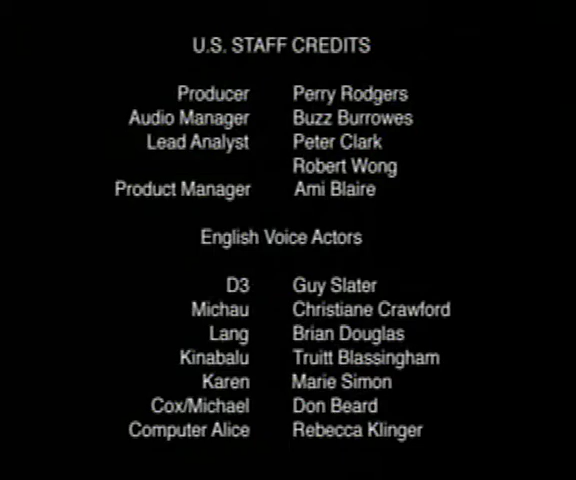 U.S. STAFF CREDITS
Producer Perry Rodgers
Audio Manager Buzz Burrowes
Lead Analyst Peter Clark
Robert Wong
Product Manager Ami Blaire
English Voice Actors
D3 Guy Slater
Michau Christiane Crawford
Lang Brian Douglas
Kinabalu Truitt Blassingham
Karen Marie Simon
Cox/Michael Don Beard
Computer Alice Rebecca Klinger